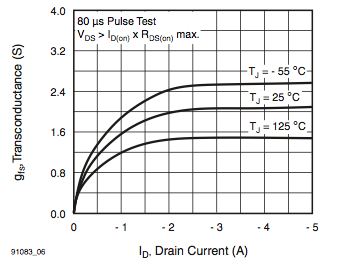 4.0
80 µs Pulse Test
V_DS > I_D(on) x R_DS(on) max.
3.2
T_J = - 55 °C
2.4
T_J = 25 °C
1.6
T_J = 125 °C
0.8
0.0
g_fs, Transconductance (S)
0 - 1 - 2 - 3 - 4 - 5
91083_06
I_D, Drain Current (A)